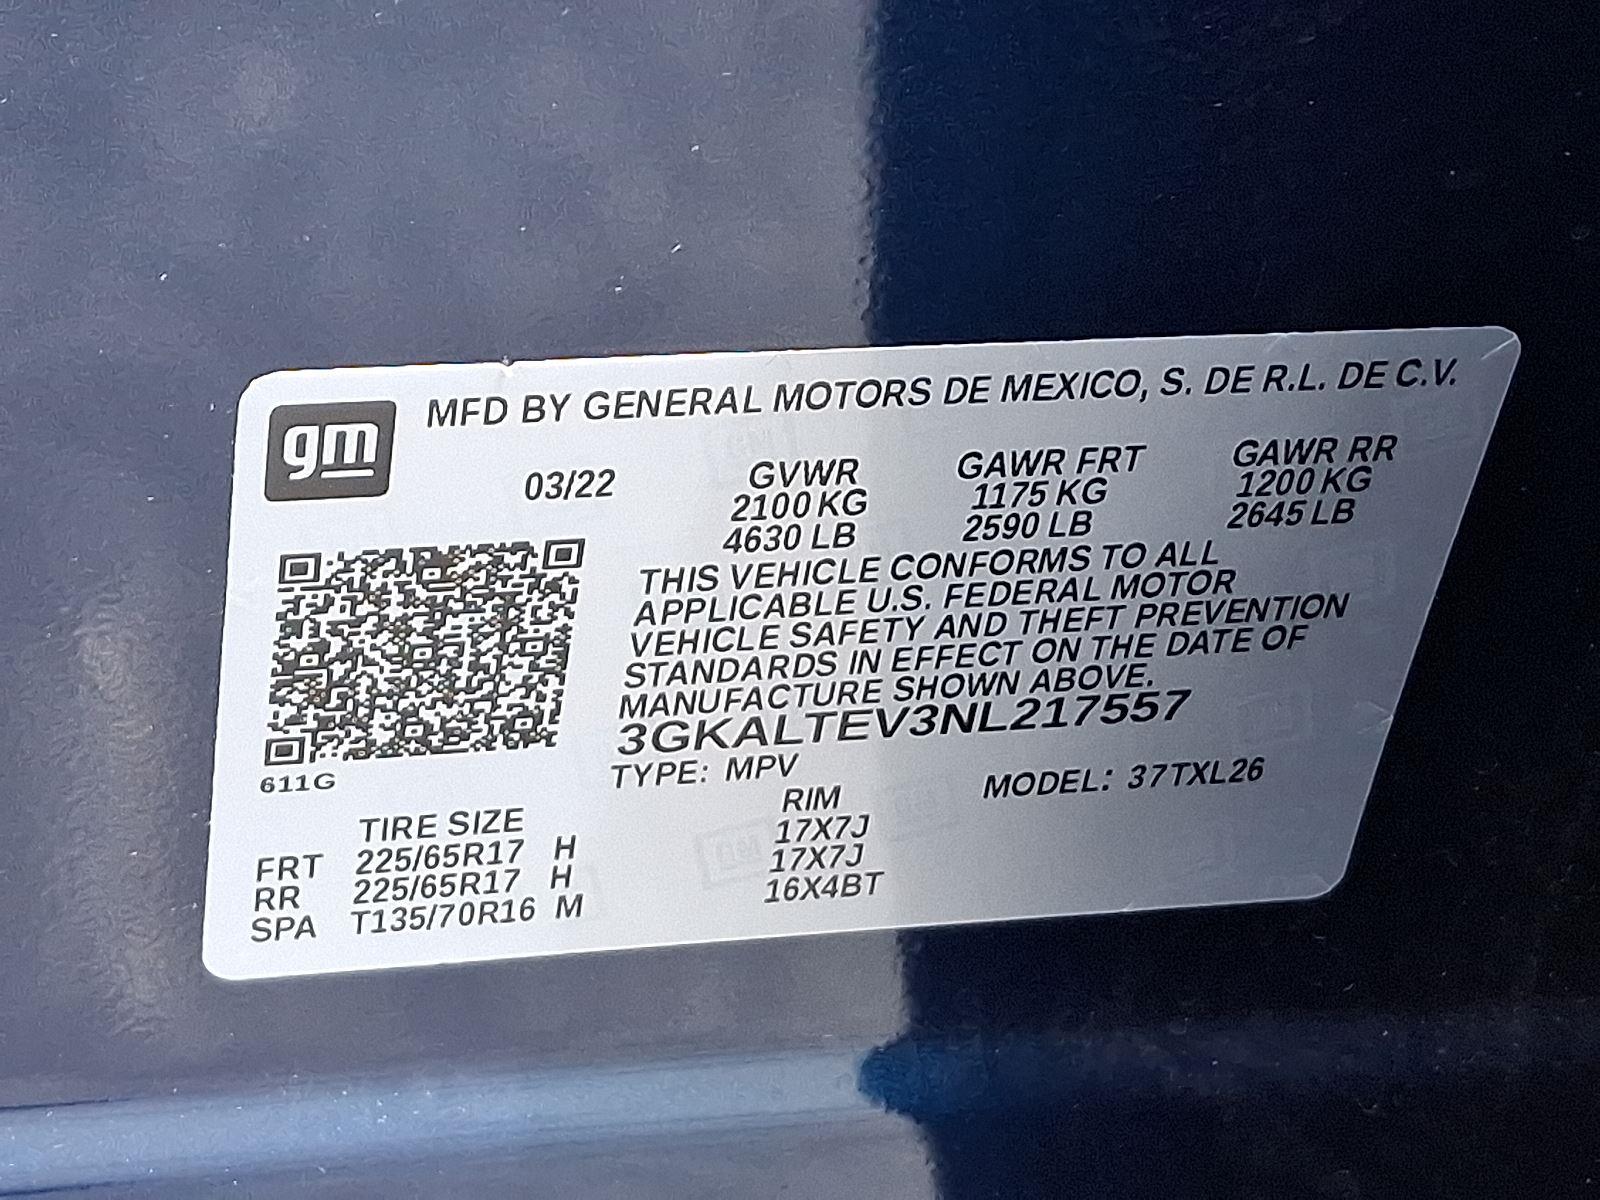 gm
MFD BY GENERAL MOTORS DE MEXICO, S. DE R.L. DE C.V.
03/22
GVWR GAWR FRT GAWR RR
2100 KG 1175 KG 1200 KG
4630 LB 2590 LB 2645 LB
THIS VEHICLE CONFORMS TO ALL
APPLICABLE U.S. FEDERAL MOTOR
VEHICLE SAFETY AND THEFT PREVENTION
STANDARDS IN EFFECT ON THE DATE OF
MANUFACTURE SHOWN ABOVE.
3GKALTEV3NL217557
611G
TYPE: MPV MODEL: 37TXL26
TIRE SIZE RIM
FRT 225/65R17 H 17X7J
RR 225/65R17 H 17X7J
SPA T135/70R16 M 16X4BT